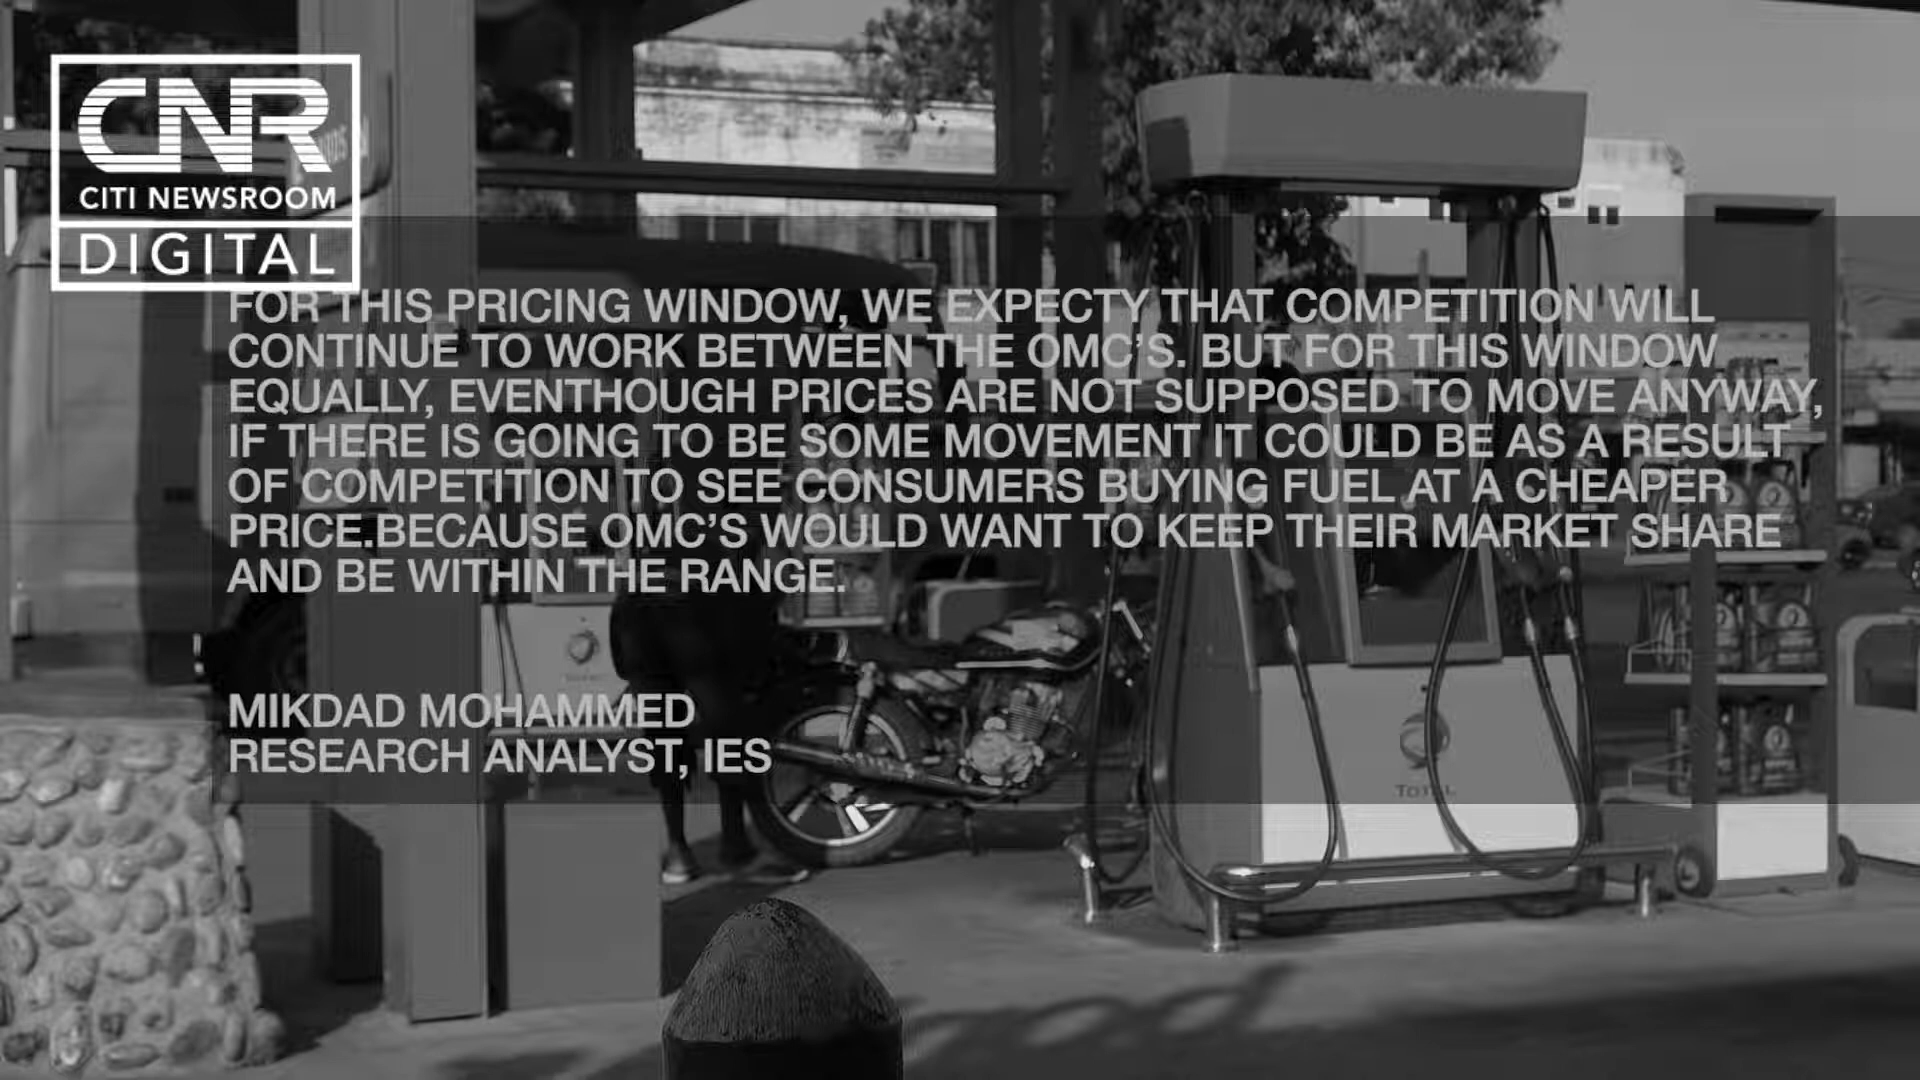 CNR
CITI NEWSROOM
DIGITAL
FOR THIS PRICING WINDOW, WE EXPECTY THAT COMPETITION WILL
CONTINUE TO WORK BETWEEN THE OMC'S. BUT FOR THIS WINDOW
EQUALLY, EVENTHOUGH PRICES ARE NOT SUPPOSED TO MOVE ANYWAY,
IF THERE IS GOING TO BE SOME MOVEMENT IT COULD BE AS A RESULT
OF COMPETITION TO SEE CONSUMERS BUYING FUEL AT A CHEAPER
PRICE.BECAUSE OMC'S WOULD WANT TO KEEP THEIR MARKET SHARE
AND BE WITHIN THE RANGE.
MIKDAD MOHAMMED
RESEARCH ANALYST, IES
TOTAL